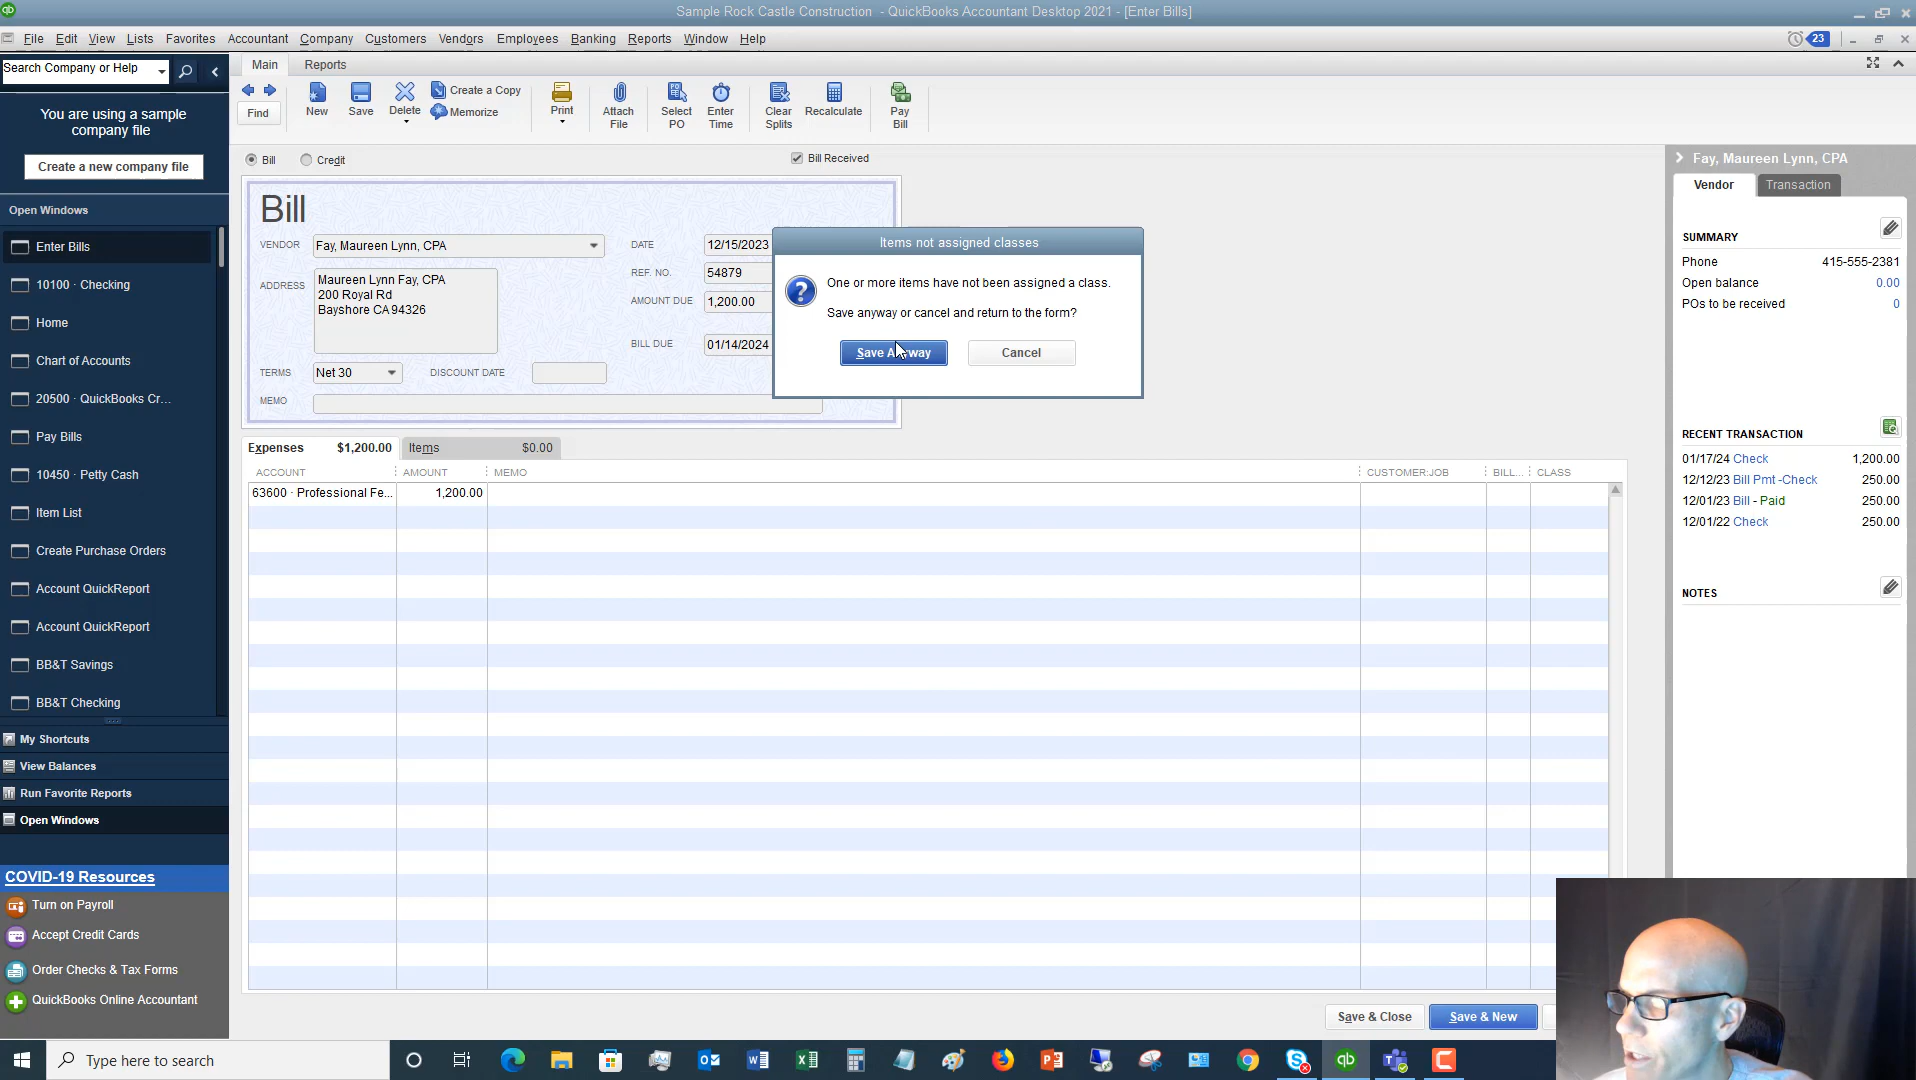 Sample Rock Castle Construction - QuickBooks Accountant Desktop 2021 - [Enter Bills]
File Edit View Lists Favorites Accountant Company Customers Vendors Employees Banking Reports Window Help
23
Search Company or Help
You are using a sample
company file
Create a new company file
Open Windows
Enter Bills
10100 · Checking
Home
Chart of Accounts
20500 · QuickBooks Cr...
Pay Bills
10450 · Petty Cash
Item List
Create Purchase Orders
Account QuickReport
Account QuickReport
BB&T Savings
BB&T Checking
My Shortcuts
View Balances
Run Favorite Reports
Open Windows
COVID-19 Resources
Turn on Payroll
Accept Credit Cards
Order Checks & Tax Forms
QuickBooks Online Accountant
Main Reports
Find
New
Save
Delete
Create a Copy
Memorize
Print
Attach
File
Select
PO
Enter
Time
Clear
Splits
Recalculate
Pay
Bill
Bill Credit
Bill Received
Bill
VENDOR Fay, Maureen Lynn, CPA
ADDRESS
Maureen Lynn Fay, CPA
200 Royal Rd
Bayshore CA 94326
TERMS Net 30 DISCOUNT DATE
MEMO
DATE 12/15/2023
REF. NO. 54879
AMOUNT DUE 1,200.00
BILL DUE 01/14/2024
Items not assigned classes
One or more items have not been assigned a class.
Save anyway or cancel and return to the form?
Save Anyway Cancel
Expenses $1,200.00 Items $0.00
ACCOUNT AMOUNT MEMO CUSTOMER:JOB BILL... CLASS
63600 · Professional Fe... 1,200.00
Save & Close Save & New
Fay, Maureen Lynn, CPA
Vendor Transaction
SUMMARY
Phone 415-555-2381
Open balance 0.00
POs to be received 0
RECENT TRANSACTION
01/17/24 Check 1,200.00
12/12/23 Bill Pmt -Check 250.00
12/01/23 Bill - Paid 250.00
12/01/22 Check 250.00
NOTES
Type here to search